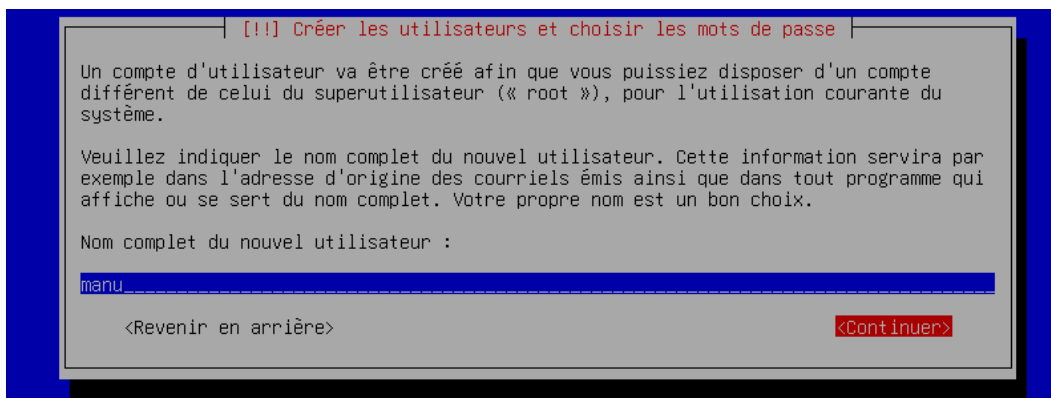 [!!] Créer les utilisateurs et choisir les mots de passe
Un compte d'utilisateur va être créé afin que vous puissiez disposer d'un compte
différent de celui du superutilisateur (« root »), pour l'utilisation courante du
système.
Veuillez indiquer le nom complet du nouvel utilisateur. Cette information servira par
exemple dans l'adresse d'origine des courriels émis ainsi que dans tout programme qui
affiche ou se sert du nom complet. Votre propre nom est un bon choix.
Nom complet du nouvel utilisateur :
manu
<Revenir en arrière> <Continuer>